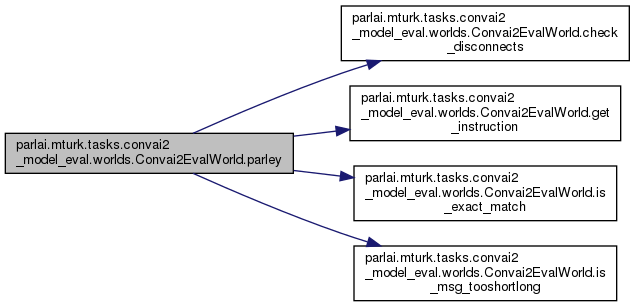 parlai.mturk.tasks.convai2
_model_eval.worlds.Convai2EvalWorld.parley
parlai.mturk.tasks.convai2
_model_eval.worlds.Convai2EvalWorld.check
_disconnects
parlai.mturk.tasks.convai2
_model_eval.worlds.Convai2EvalWorld.get
_instruction
parlai.mturk.tasks.convai2
_model_eval.worlds.Convai2EvalWorld.is
_exact_match
parlai.mturk.tasks.convai2
_model_eval.worlds.Convai2EvalWorld.is
_msg_tooshortlong